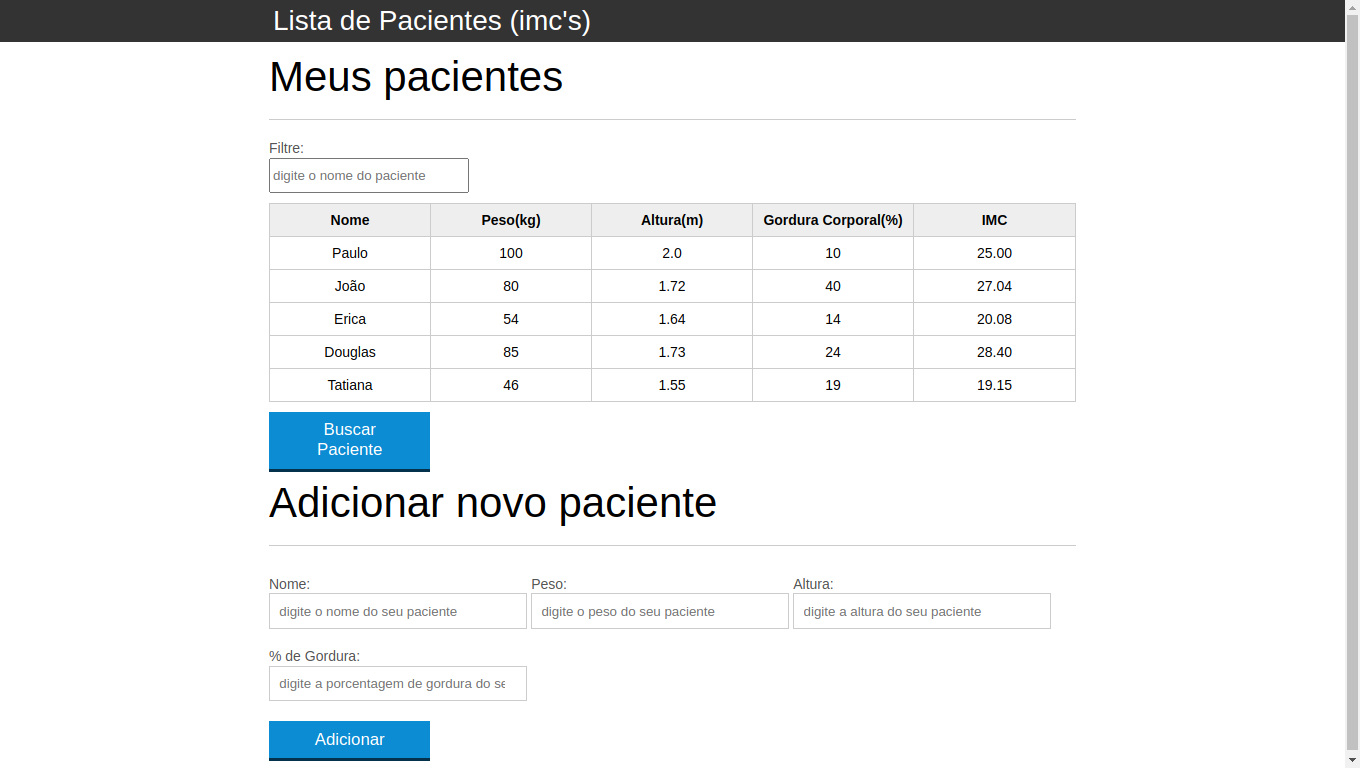 Lista de Pacientes (imc's)
Meus pacientes
Filtre:
digite o nome do paciente
Nome Peso(kg) Altura(m) Gordura Corporal(%) IMC
Paulo 100 2.0 10 25.00
João 80 1.72 40 27.04
Erica 54 1.64 14 20.08
Douglas 85 1.73 24 28.40
Tatiana 46 1.55 19 19.15
Buscar
Paciente
Adicionar novo paciente
Nome: Peso: Altura:
digite o nome do seu paciente digite o peso do seu paciente digite a altura do seu paciente
% de Gordura:
digite a porcentagem de gordura do se
Adicionar